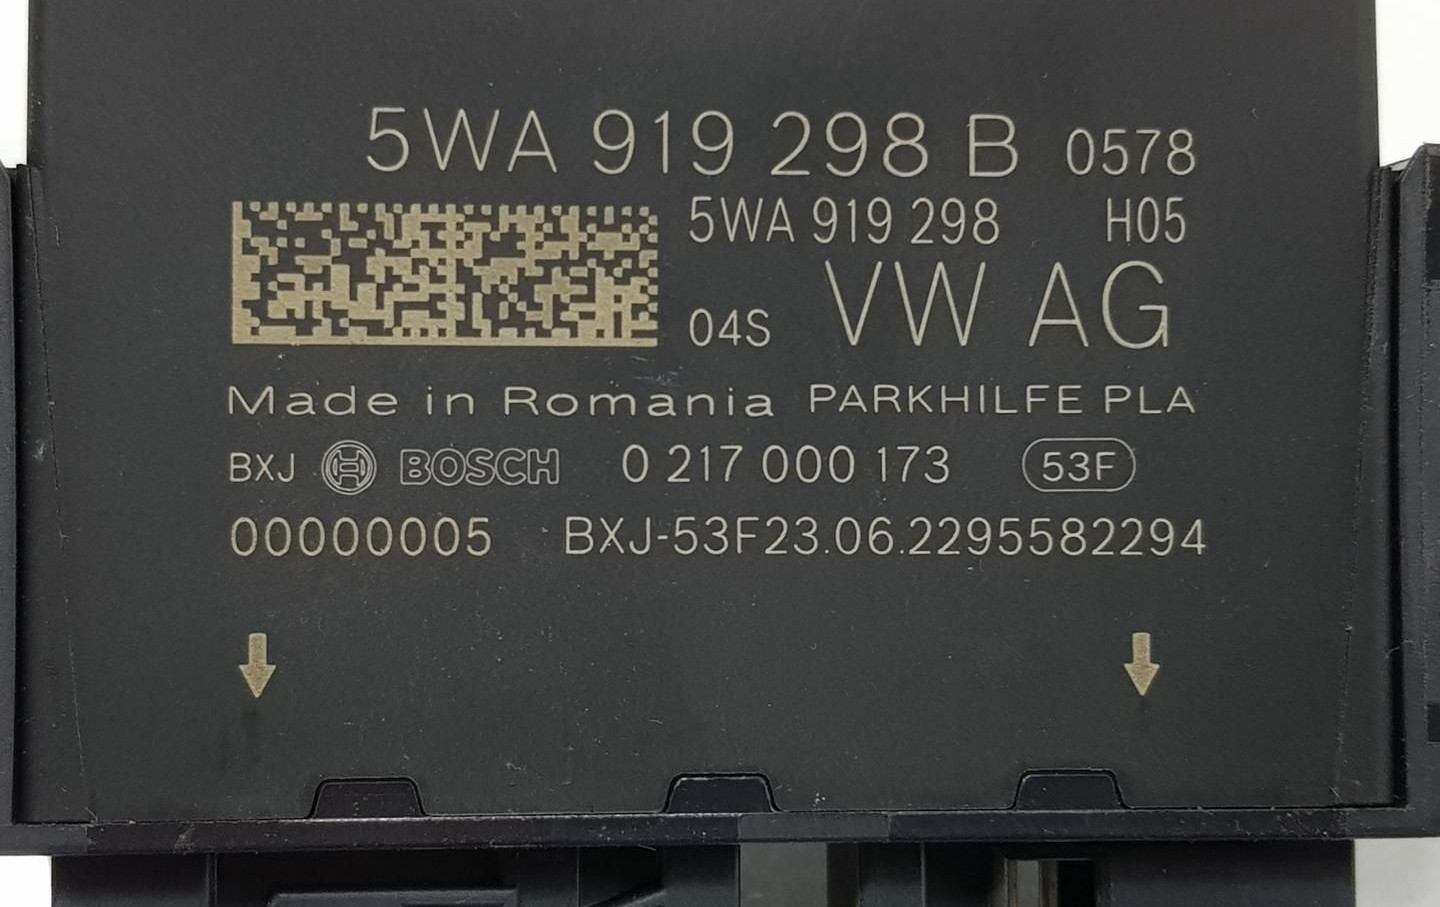 5WA 919 298 B 0578
5WA 919 298 H05
04S VW AG
Made in Romania PARKHILFE PLA
BXJ BOSCH 0 217 000 173 53F
00000005 BXJ-53F23.06.2295582294